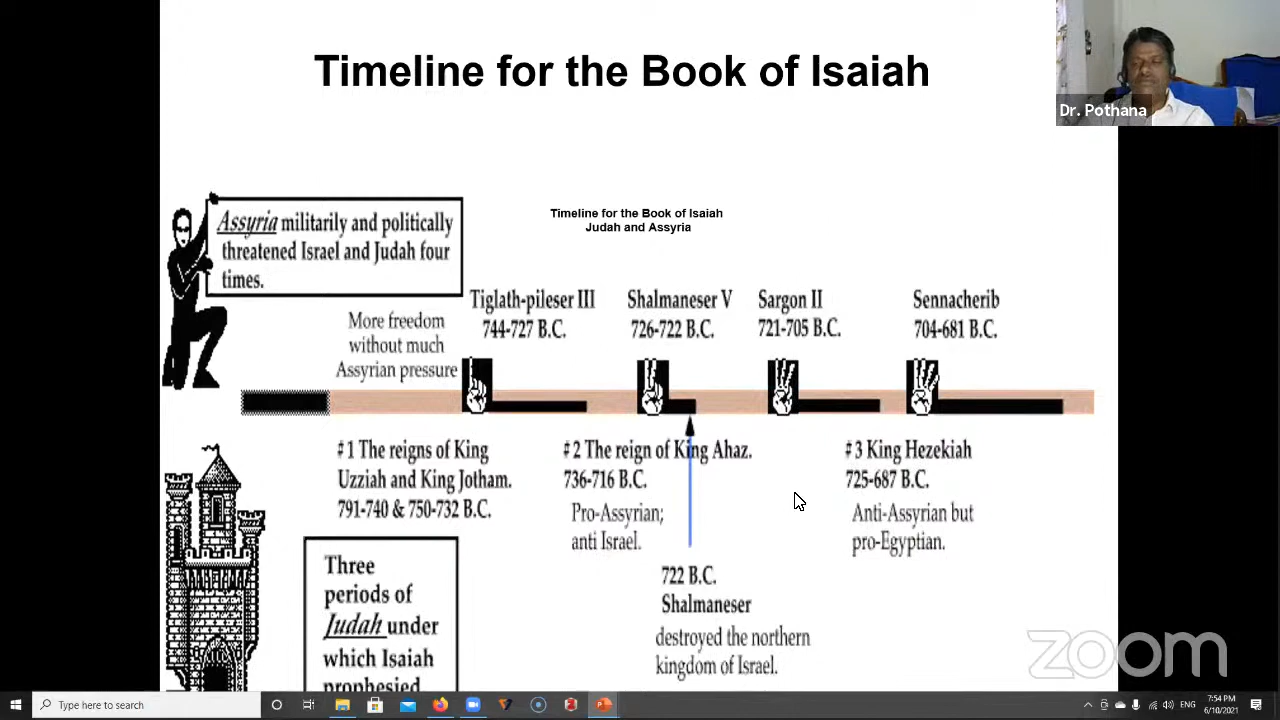 Timeline for the Book of Isaiah
Dr. Pothana
Timeline for the Book of Isaiah
Judah and Assyria
Assyria militarily and politically
threatened Israel and Judah four
times.
More freedom
without much
Assyrian pressure
Tiglath-pileser III
744-727 B.C.
Shalmaneser V
726-722 B.C.
Sargon II
721-705 B.C.
Sennacherib
704-681 B.C.
#1 The reigns of King
Uzziah and King Jotham.
791-740 & 750-732 B.C.
#2 The reign of King Ahaz.
736-716 B.C.
Pro-Assyrian;
anti Israel.
#3 King Hezekiah
725-687 B.C.
Anti-Assyrian but
pro-Egyptian.
722 B.C.
Shalmaneser
destroyed the northern
kingdom of Israel.
Three
periods of
Judah under
which Isaiah
prophesied
zoom
Type here to search
ENG
7:54 PM
6/10/2021